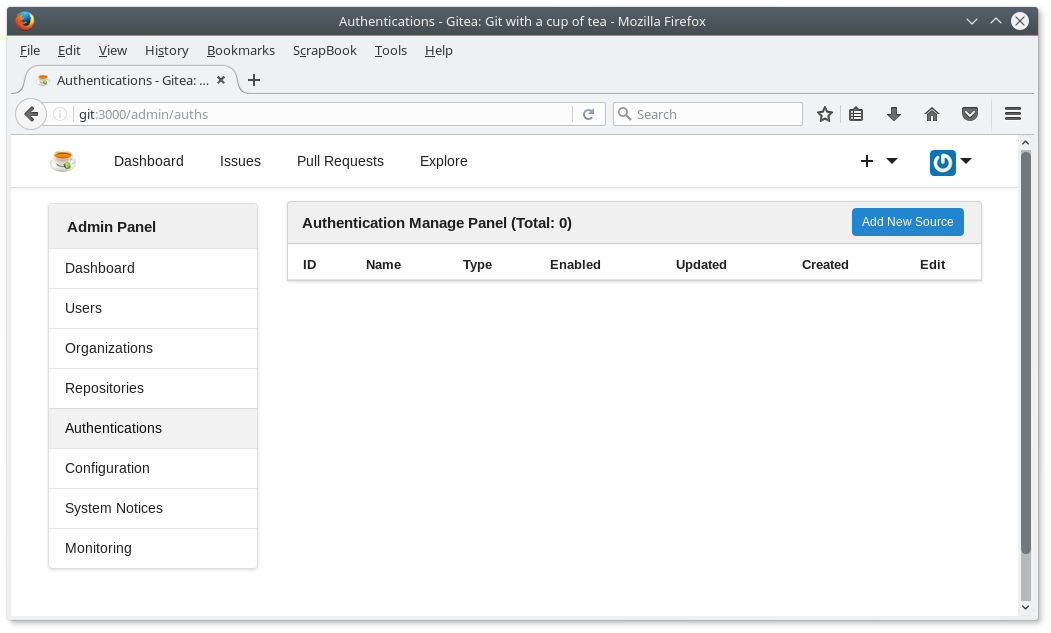 Authentications - Gitea: Git with a cup of tea - Mozilla Firefox
File Edit View History Bookmarks ScrapBook Tools Help
Authentications - Gitea: ...
git:3000/admin/auths
Search
Dashboard Issues Pull Requests Explore
Admin Panel
Dashboard
Users
Organizations
Repositories
Authentications
Configuration
System Notices
Monitoring
Authentication Manage Panel (Total: 0)
Add New Source
ID Name Type Enabled Updated Created Edit